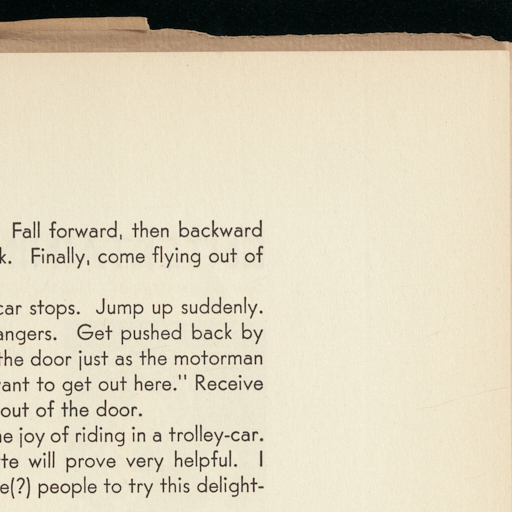 Fall forward, then backward
k. Finally, come flying out of
car stops. Jump up suddenly.
angers. Get pushed back by
the door just as the motorman
ant to get out here." Receive
out of the door.
e joy of riding in a trolley-car.
te will prove very helpful. I
e(?) people to try this delight-